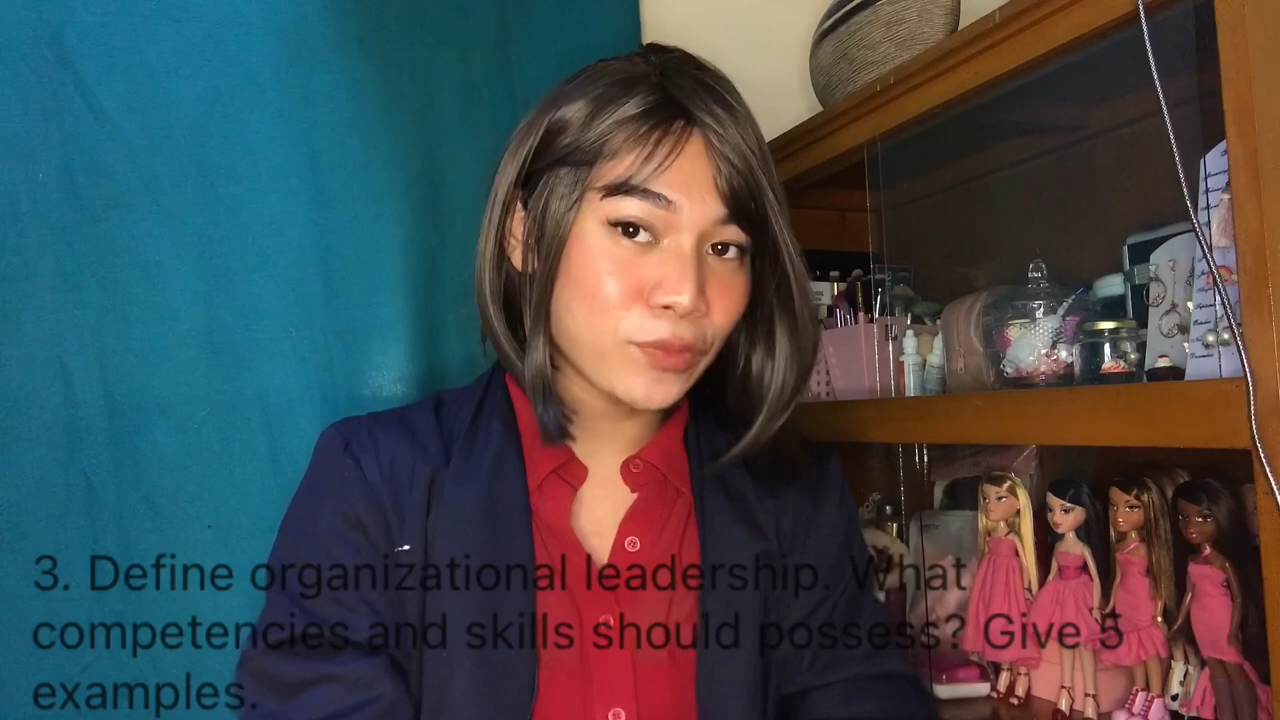 3. Define organizational leadership. What
competencies and skills should possess? Give 5
examples.